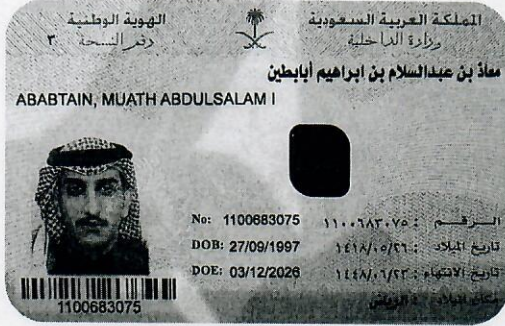 المملكة العربية السعودية
وزارة الداخلية
الهوية الوطنية
رقم النسخة ٣
معاذ بن عبدالسلام بن ابراهيم أبابطين
ABABTAIN, MUATH ABDULSALAM I
No: 1100683075 الرقم : ١١٠٠٦٨٣٠٧٥
DOB: 27/09/1997 تاريخ الميلاد : ١٤١٨/٠٥/٢٦
DOE: 03/12/2026 تاريخ الانتهاء : ١٤٤٨/٠٦/٢٣
مكان الميلاد : الرياض
1100683075